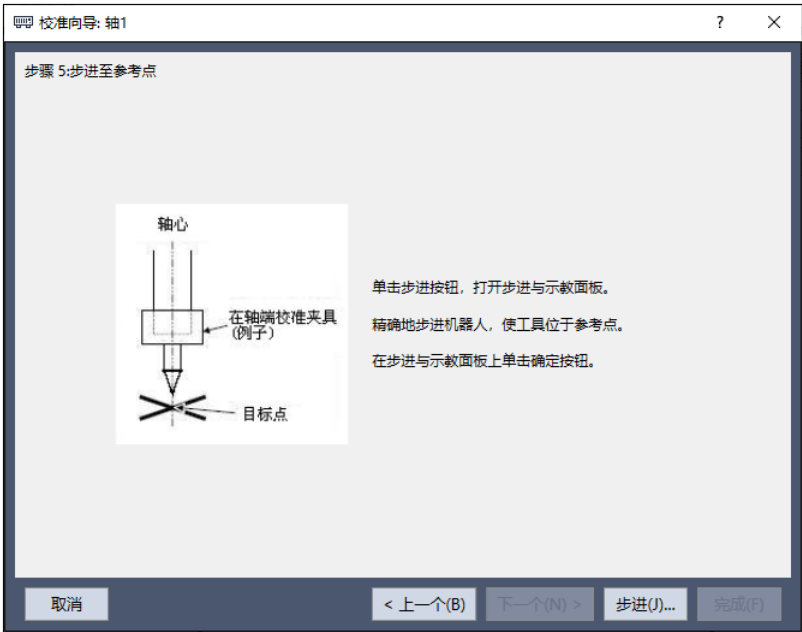 校准向导: 轴1
?
步骤 5:步进至参考点
轴心
在轴端校准夹具
(例子)
目标点
单击步进按钮，打开步进与示教面板。
精确地步进机器人，使工具位于参考点。
在步进与示教面板上单击确定按钮。
取消
< 上一个(B)
下一个(N) >
步进(J)...
完成(F)